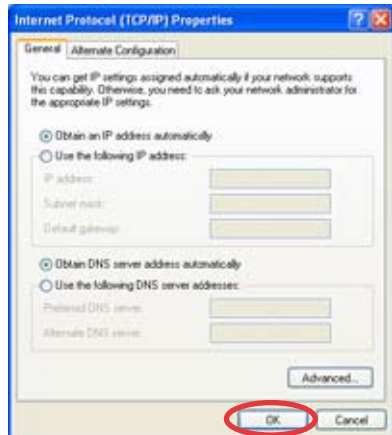 Internet Protocol (TCP/IP) Properties
General
Alternate Configuration
You can get IP settings assigned automatically if your network supports
this capability. Otherwise, you need to ask your network administrator for
the appropriate IP settings.
Obtain an IP address automatically
Use the following IP address:
IP address:
Subnet mask:
Default gateway:
Obtain DNS server address automatically
Use the following DNS server addresses:
Preferred DNS server:
Alternate DNS server:
Advanced...
OK
Cancel